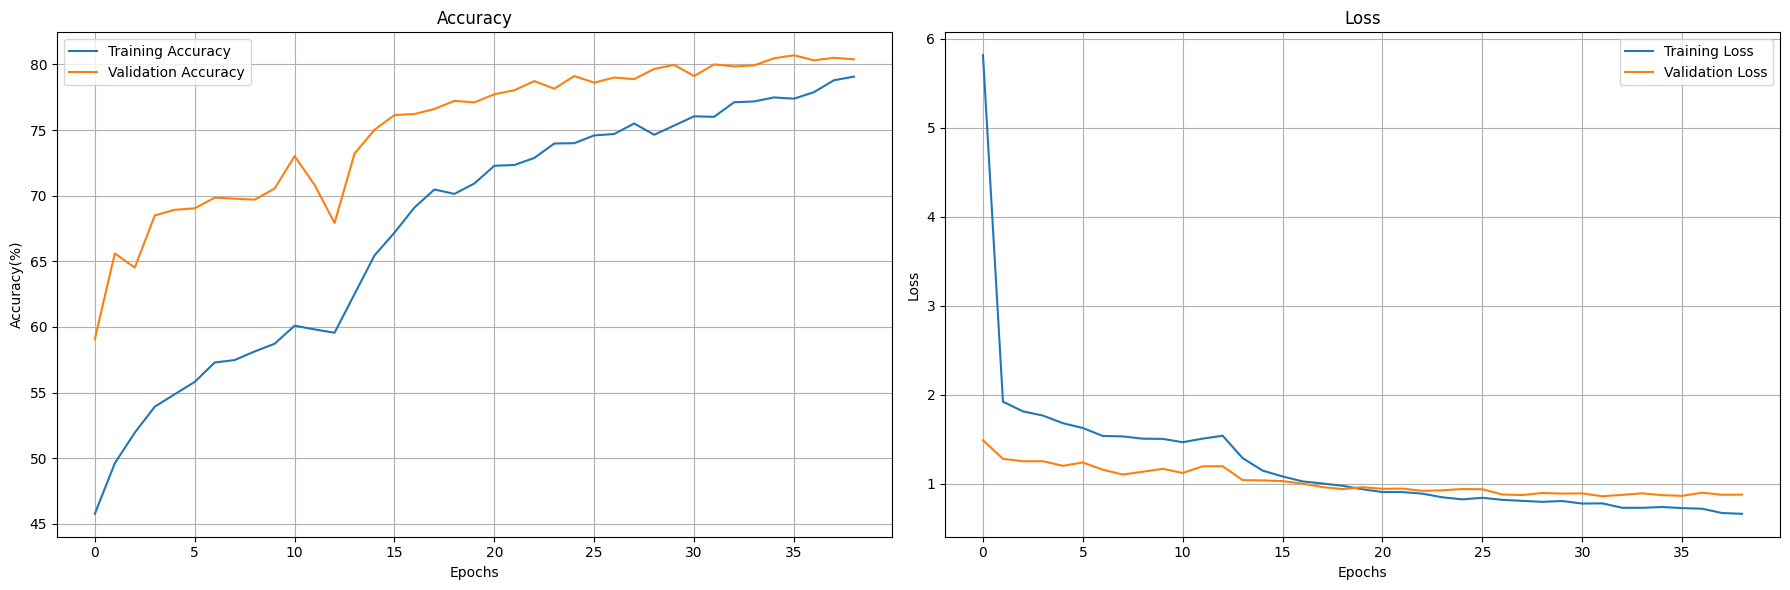 Accuracy
Training Accuracy
Validation Accuracy
80
75
70
65
60
55
50
45
Accuracy(%)
0 5 10 15 20 25 30 35
Epochs
Loss
Training Loss
Validation Loss
6
5
4
3
2
1
Loss
0 5 10 15 20 25 30 35
Epochs